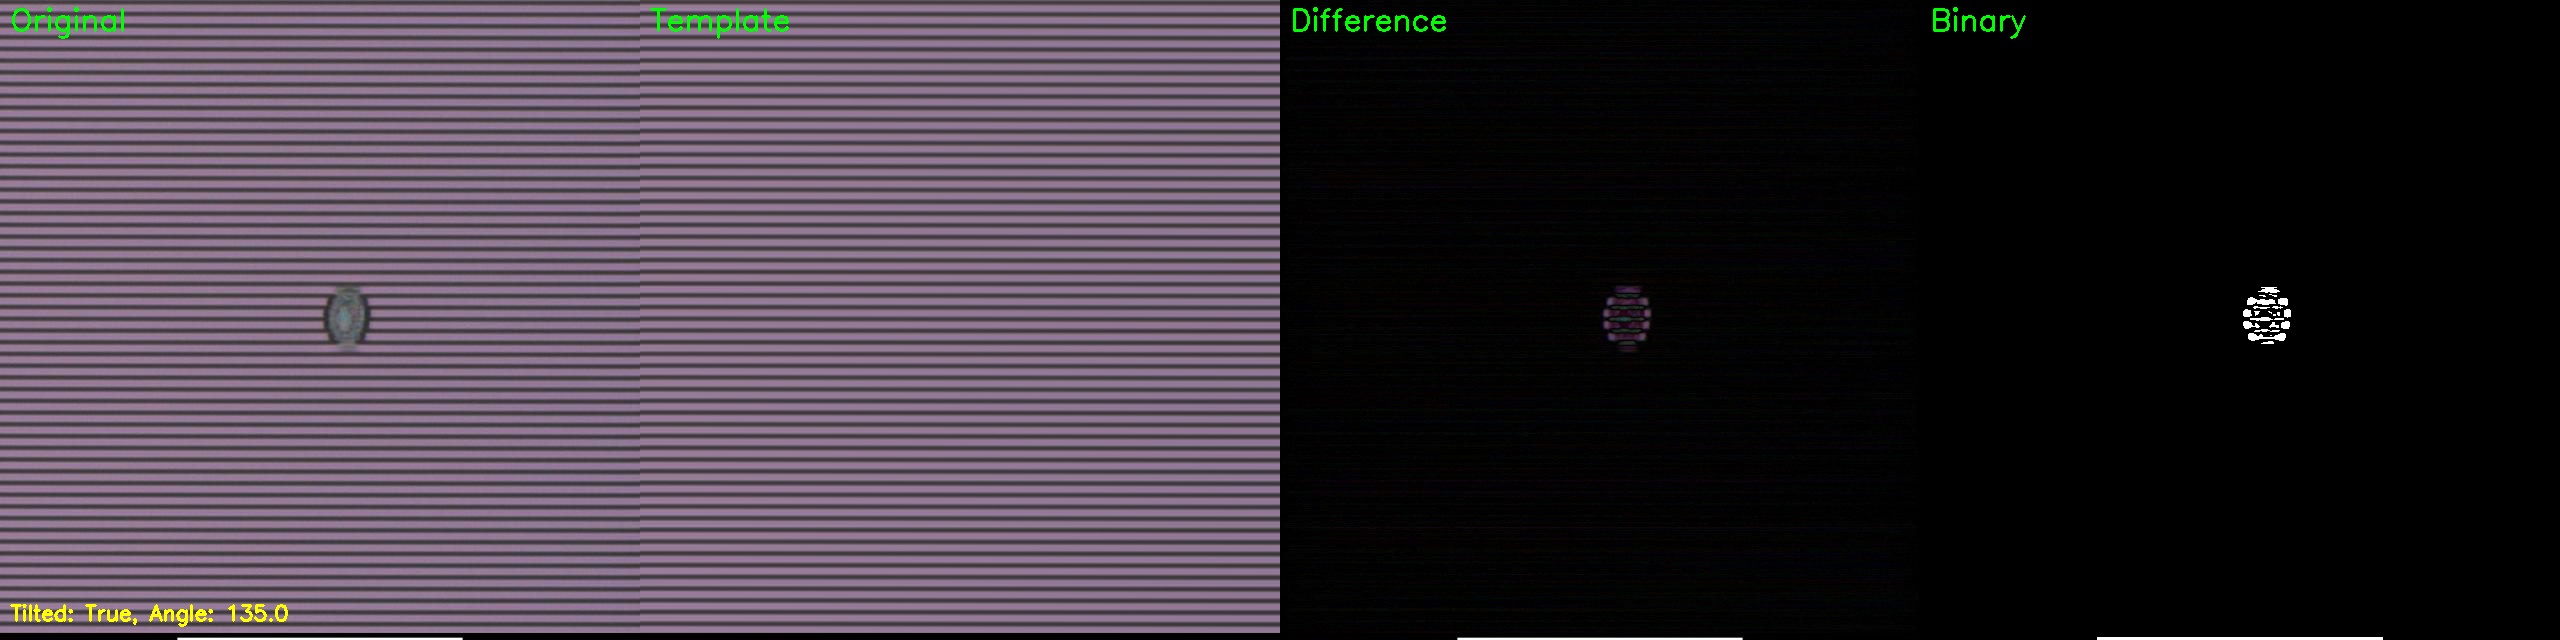 Original
Template
Difference
Binary
Tilted: True, Angle: 135.0